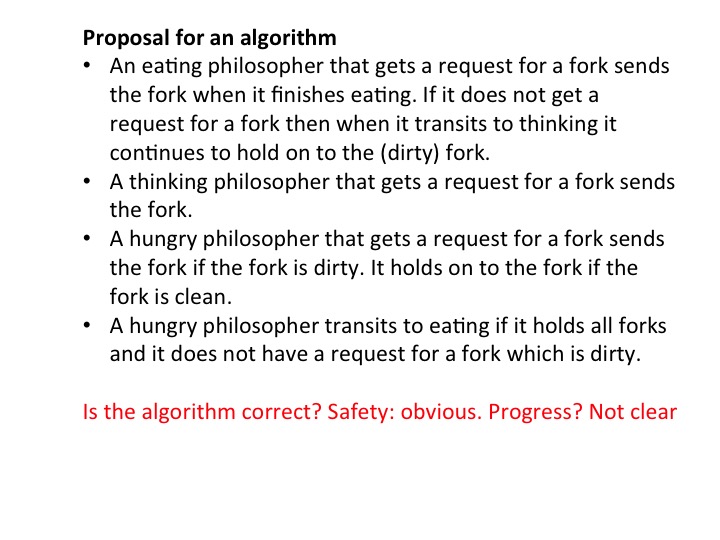 Proposal for an algorithm
• An eating philosopher that gets a request for a fork sends
the fork when it finishes eating. If it does not get a
request for a fork then when it transits to thinking it
continues to hold on to the (dirty) fork.
• A thinking philosopher that gets a request for a fork sends
the fork.
• A hungry philosopher that gets a request for a fork sends
the fork if the fork is dirty. It holds on to the fork if the
fork is clean.
• A hungry philosopher transits to eating if it holds all forks
and it does not have a request for a fork which is dirty.
Is the algorithm correct? Safety: obvious. Progress? Not clear